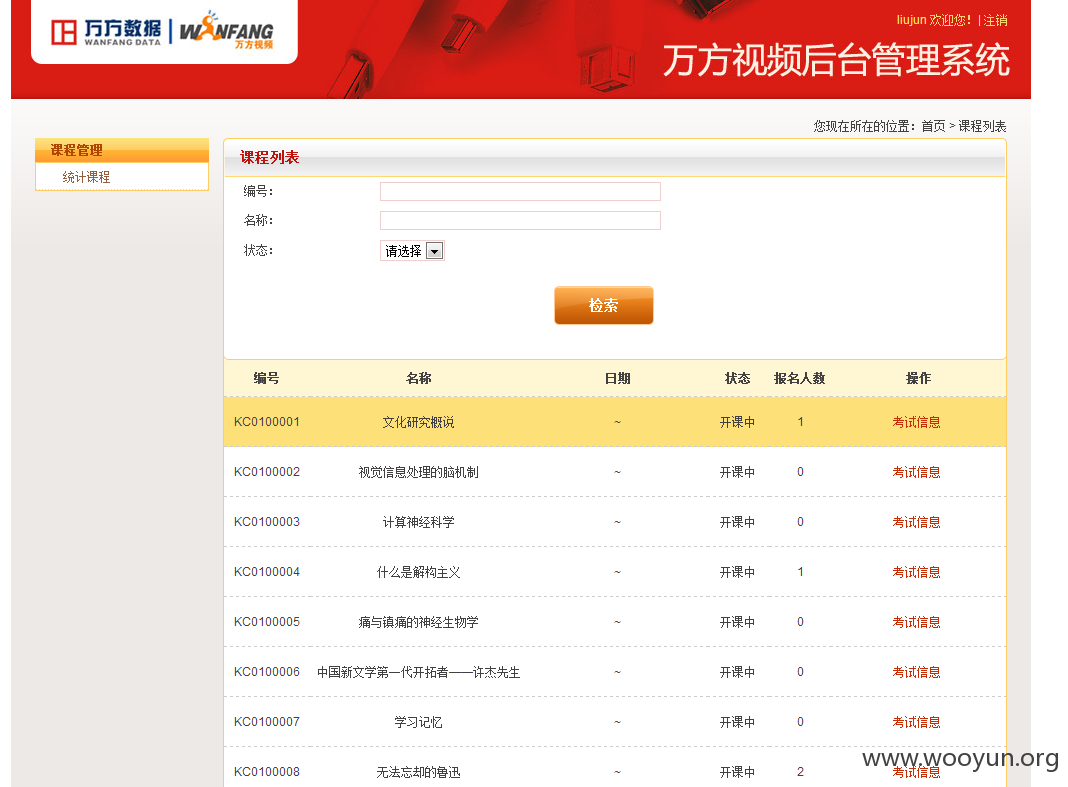 万方数据 WANFANG 万方视频
WANFANG DATA
liujun 欢迎您! | 注销
万方视频后台管理系统
您现在所在的位置: 首页 > 课程列表
课程管理
统计课程
课程列表
编号:
名称:
状态: 请选择
检索
编号 名称 日期 状态 报名人数 操作
KC0100001 文化研究概说 ~ 开课中 1 考试信息
KC0100002 视觉信息处理的脑机制 ~ 开课中 0 考试信息
KC0100003 计算神经科学 ~ 开课中 0 考试信息
KC0100004 什么是解构主义 ~ 开课中 1 考试信息
KC0100005 痛与镇痛的神经生物学 ~ 开课中 0 考试信息
KC0100006 中国新文学第一代开拓者——许杰先生 ~ 开课中 0 考试信息
KC0100007 学习记忆 ~ 开课中 0 考试信息
KC0100008 无法忘却的鲁迅 ~ 开课中 2 考试信息
www.wooyun.org